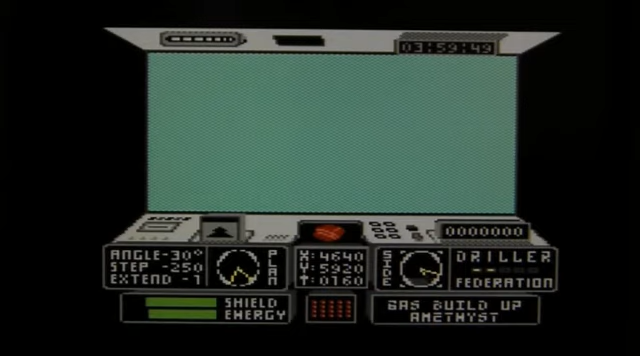 03:59:49
0000000
ANGLE-30°
STEP -250
EXTEND -1
PLAN
X:4640
Y:5920
T:0160
SIDE
DRILLER
FEDERATION
SHIELD
ENERGY
GAS BUILD UP
AMETHYST